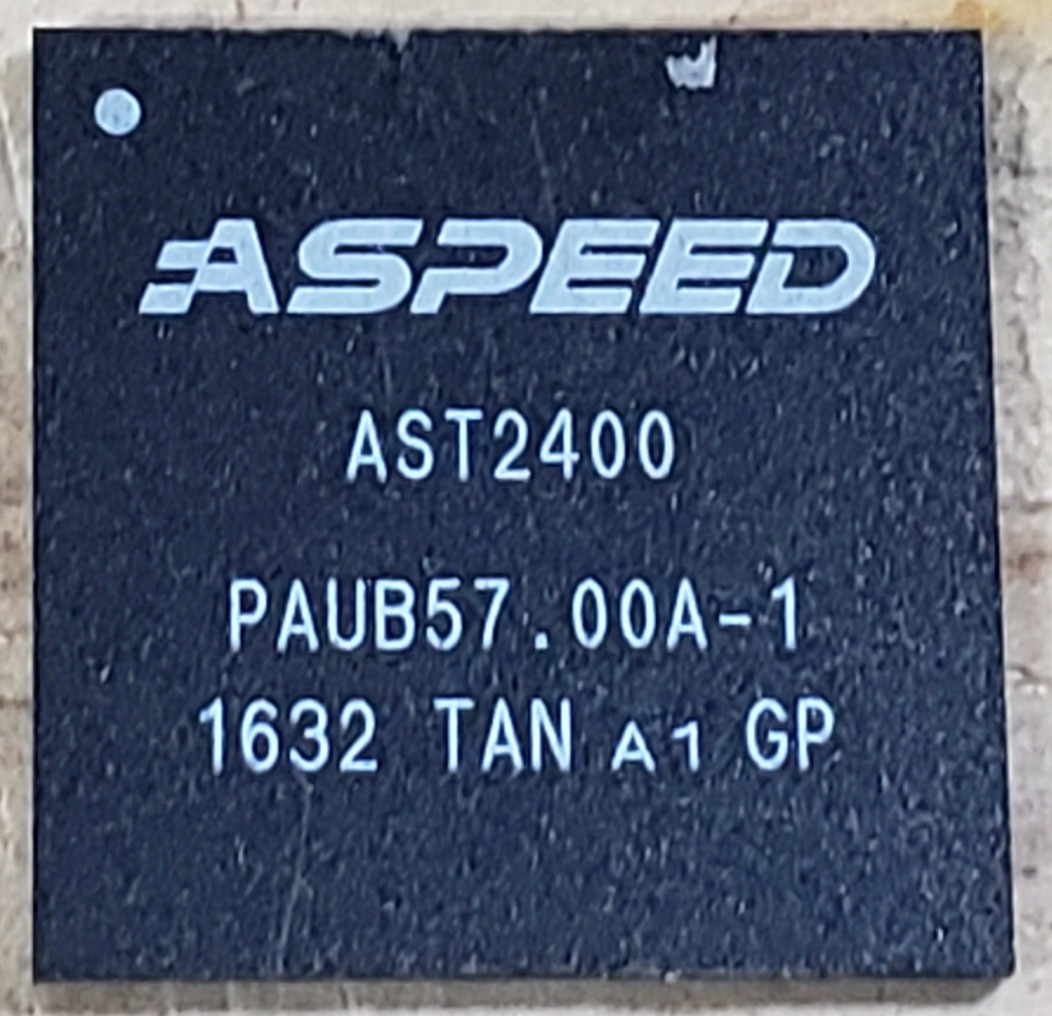 ASPEED
AST2400
PAUB57.00A-1
1632 TAN A1 GP